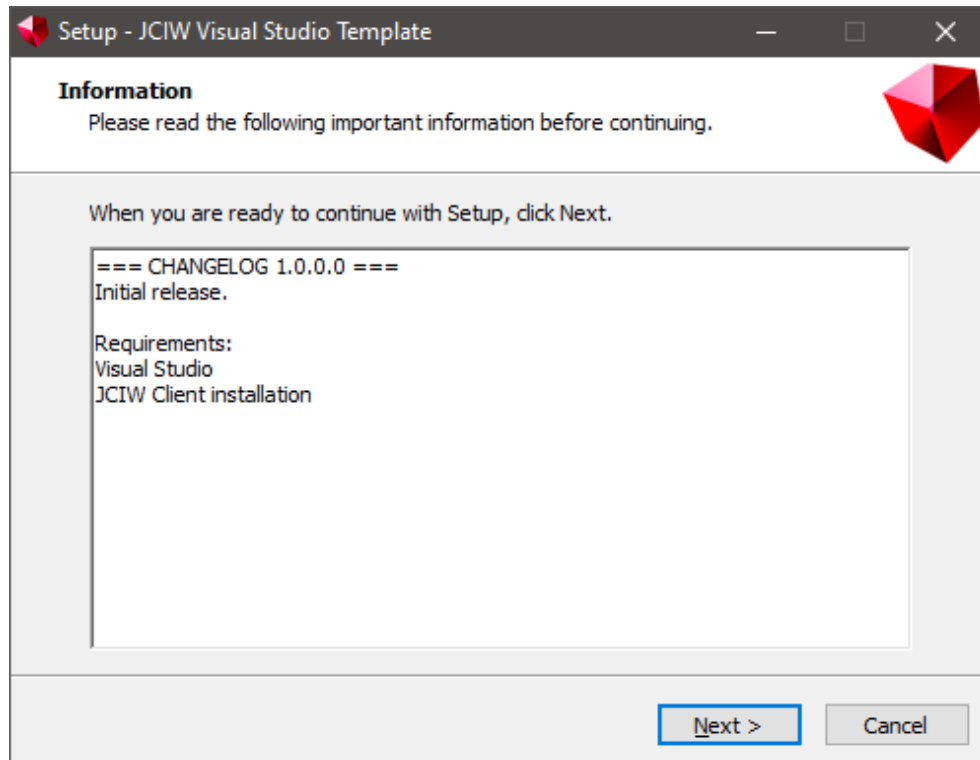 Setup - JCIW Visual Studio Template
Information
Please read the following important information before continuing.
When you are ready to continue with Setup, click Next.
=== CHANGELOG 1.0.0.0 ===
Initial release.
Requirements:
Visual Studio
JCIW Client installation
Next >
Cancel